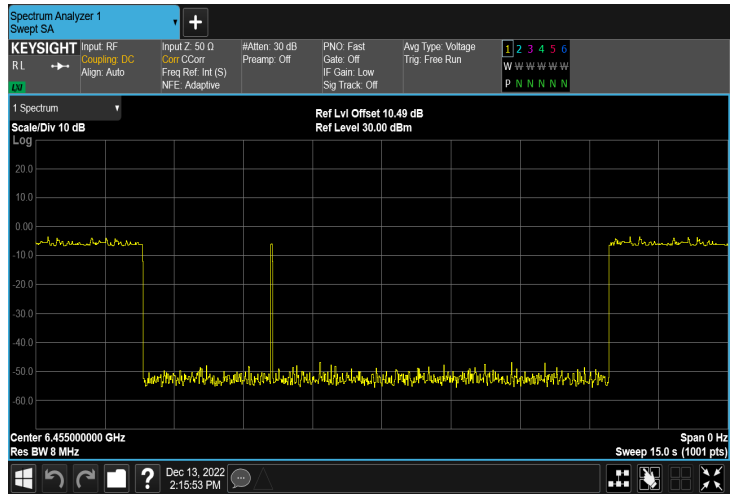 Spectrum Analyzer 1
Swept SA
+
KEYSIGHT Input: RF Input Z: 50 Ω #Atten: 30 dB PNO: Fast Avg Type: Voltage 1 2 3 4 5 6
R L Coupling: DC Corr CCorr Preamp: Off Gate: Off Trig: Free Run W W W W W W
Align: Auto Freq Ref: Int (S) IF Gain: Low P N N N N N
LXI NFE: Adaptive Sig Track: Off
1 Spectrum
Ref Lvl Offset 10.49 dB
Scale/Div 10 dB Ref Level 30.00 dBm
Log
20.0
10.0
0.00
-10.0
-20.0
-30.0
-40.0
-50.0
-60.0
Center 6.455000000 GHz Span 0 Hz
Res BW 8 MHz Sweep 15.0 s (1001 pts)
? Dec 13, 2022
2:15:53 PM